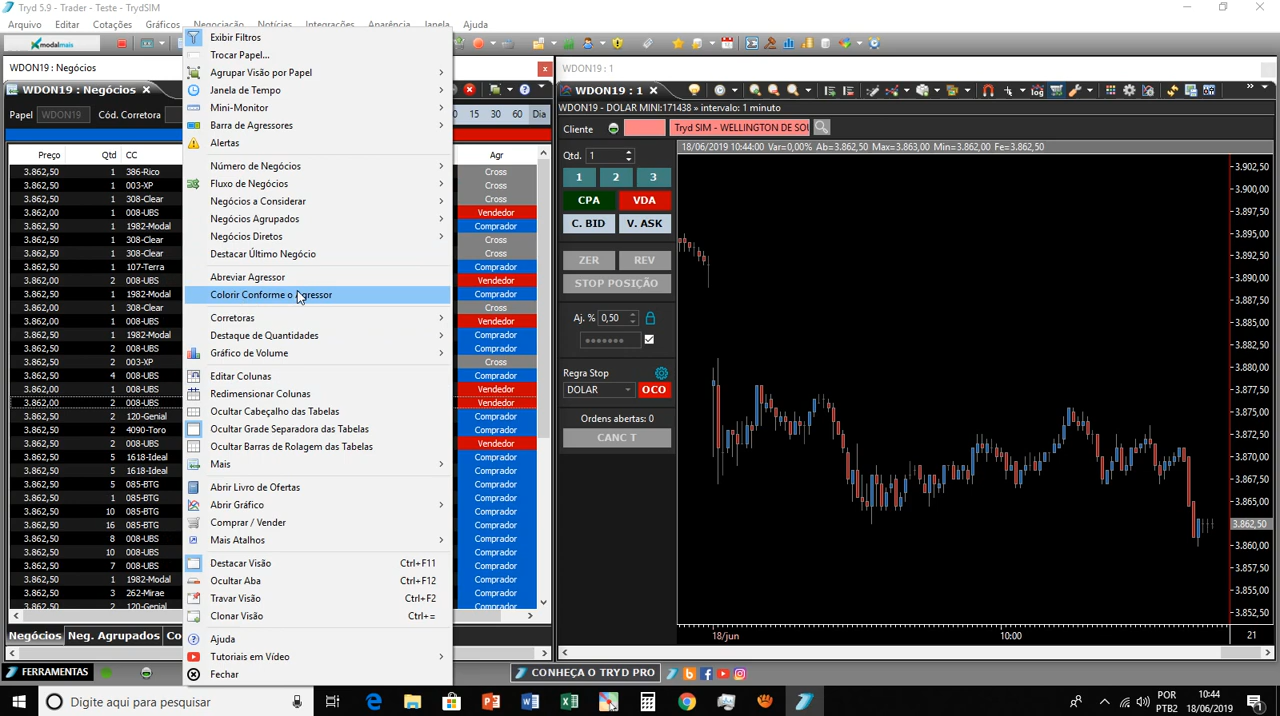 Tryd 5.9 - Trader - Teste - TrydSIM
Arquivo Editar Cotações Gráficos Negociação Notícias Integrações Aparência Janela Ajuda
modalmais
WDON19 : Negócios
WDON19 : Negócios
Papel WDON19 Cód. Corretora
15 30 60 Dia
Preço Qtd CC Agr
3.862,50 1 386-Rico Cross
3.862,50 1 003-XP Cross
3.862,50 1 308-Clear Cross
3.862,00 1 008-UBS Vendedor
3.862,50 1 1982-Modal Comprador
3.862,50 1 308-Clear Cross
3.862,50 1 308-Clear Cross
3.862,50 1 107-Terra Comprador
3.862,00 2 008-UBS Vendedor
3.862,50 1 1982-Modal Comprador
3.862,50 1 308-Clear Cross
3.862,00 2 008-UBS Vendedor
3.862,50 1 1982-Modal Comprador
3.862,50 2 008-UBS Comprador
3.862,50 2 003-XP Cross
3.862,50 4 008-UBS Comprador
3.862,00 1 008-UBS Vendedor
3.862,00 2 008-UBS Vendedor
3.862,50 2 120-Genial Comprador
3.862,50 2 4090-Toro Comprador
3.862,00 2 008-UBS Vendedor
3.862,50 5 1618-Ideal Comprador
3.862,50 5 1618-Ideal Comprador
3.862,50 5 085-BTG Comprador
3.862,50 1 085-BTG Comprador
3.862,50 10 085-BTG Comprador
3.862,50 16 085-BTG Comprador
3.862,50 8 008-UBS Comprador
3.862,50 10 008-UBS Comprador
3.862,50 7 008-UBS Comprador
3.862,50 1 1982-Modal Comprador
3.862,50 3 262-Mirae Comprador
3.862,50 2 120-Genial Comprador
Negócios Neg. Agrupados Co
FERRAMENTAS
Exibir Filtros
Trocar Papel...
Agrupar Visão por Papel
Janela de Tempo
Mini-Monitor
Barra de Agressores
Alertas
Número de Negócios
Fluxo de Negócios
Negócios a Considerar
Negócios Agrupados
Negócios Diretos
Destacar Último Negócio
Abreviar Agressor
Colorir Conforme o Agressor
Corretoras
Destaque de Quantidades
Gráfico de Volume
Editar Colunas
Redimensionar Colunas
Ocultar Cabeçalho das Tabelas
Ocultar Grade Separadora das Tabelas
Ocultar Barras de Rolagem das Tabelas
Mais
Abrir Livro de Ofertas
Abrir Gráfico
Comprar / Vender
Mais Atalhos
Destacar Visão Ctrl+F11
Ocultar Aba Ctrl+F12
Travar Visão Ctrl+F2
Clonar Visão Ctrl+=
Ajuda
Tutoriais em Vídeo
Fechar
WDON19 : 1
WDON19 : 1
WDON19 - DOLAR MINI:171438 » intervalo: 1 minuto
Cliente Tryd SIM - WELLINGTON DE SOU
Qtd. 1
1 2 3
CPA VDA
C. BID V. ASK
ZER REV
STOP POSIÇÃO
Aj. % 0,50
Regra Stop
DOLAR OCO
Ordens abertas: 0
CANC T
18/06/2019 10:44:00 Var=0,00% Ab=3.862,50 Max=3.863,00 Min=3.862,00 Fe=3.862,50
3.902,50
3.900,00
3.897,50
3.895,00
3.892,50
3.890,00
3.887,50
3.885,00
3.882,50
3.880,00
3.877,50
3.875,00
3.872,50
3.870,00
3.867,50
3.865,00
3.862,50
3.860,00
3.857,50
3.855,00
3.852,50
18/jun 10:00 21
CONHEÇA O TRYD PRO
Digite aqui para pesquisar
POR
PTB2
10:44
18/06/2019